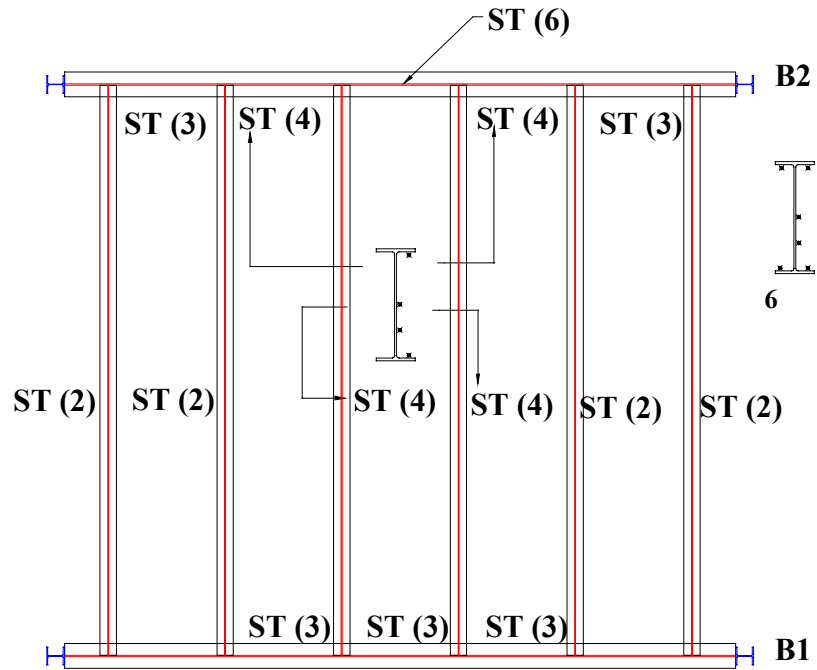 ST (6)
B2
ST (3) ST (4) ST (4) ST (3)
6
ST (2) ST (2) ST (4) ST (4) ST (2) ST (2)
ST (3) ST (3) ST (3)
B1